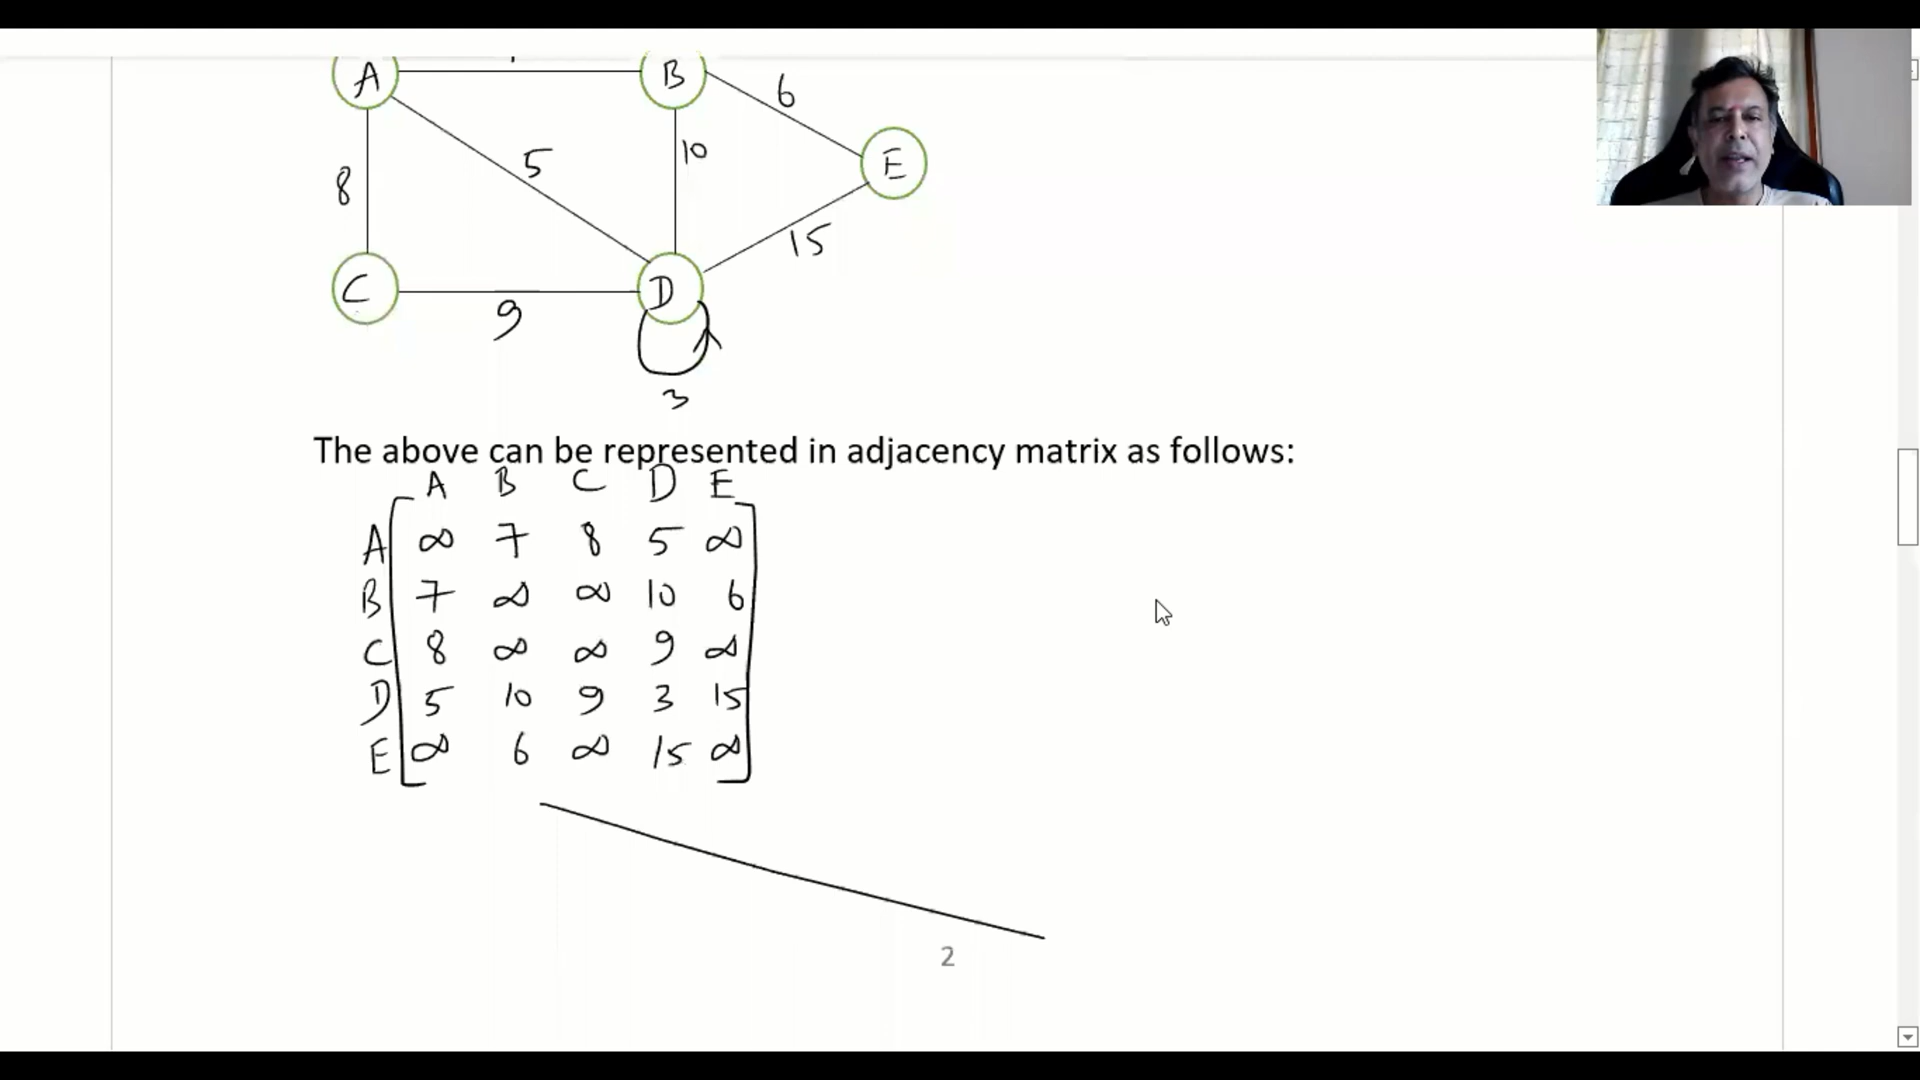 A B 6
8 5 10 E
15
C D
9
3
The above can be represented in adjacency matrix as follows:
A B C D E
A ∞ 7 8 5 ∞
B 7 ∞ ∞ 10 6
C 8 ∞ ∞ 9 ∞
D 5 10 9 3 15
E ∞ 6 ∞ 15 ∞
2